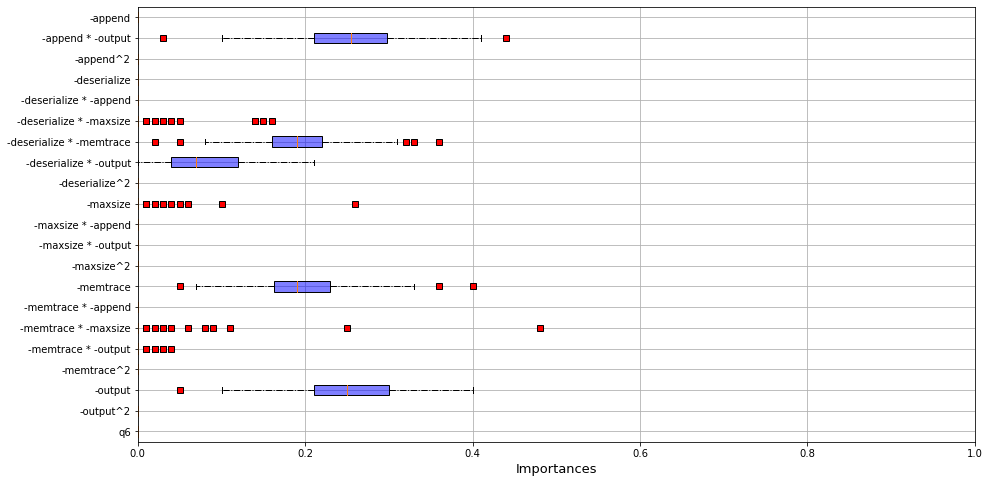 -append
-append * -output
-append^2
-deserialize
-deserialize * -append
-deserialize * -maxsize
-deserialize * -memtrace
-deserialize * -output
-deserialize^2
-maxsize
-maxsize * -append
-maxsize * -output
-maxsize^2
-memtrace
-memtrace * -append
-memtrace * -maxsize
-memtrace * -output
-memtrace^2
-output
-output^2
q6
0.0 0.2 0.4 0.6 0.8 1.0
Importances